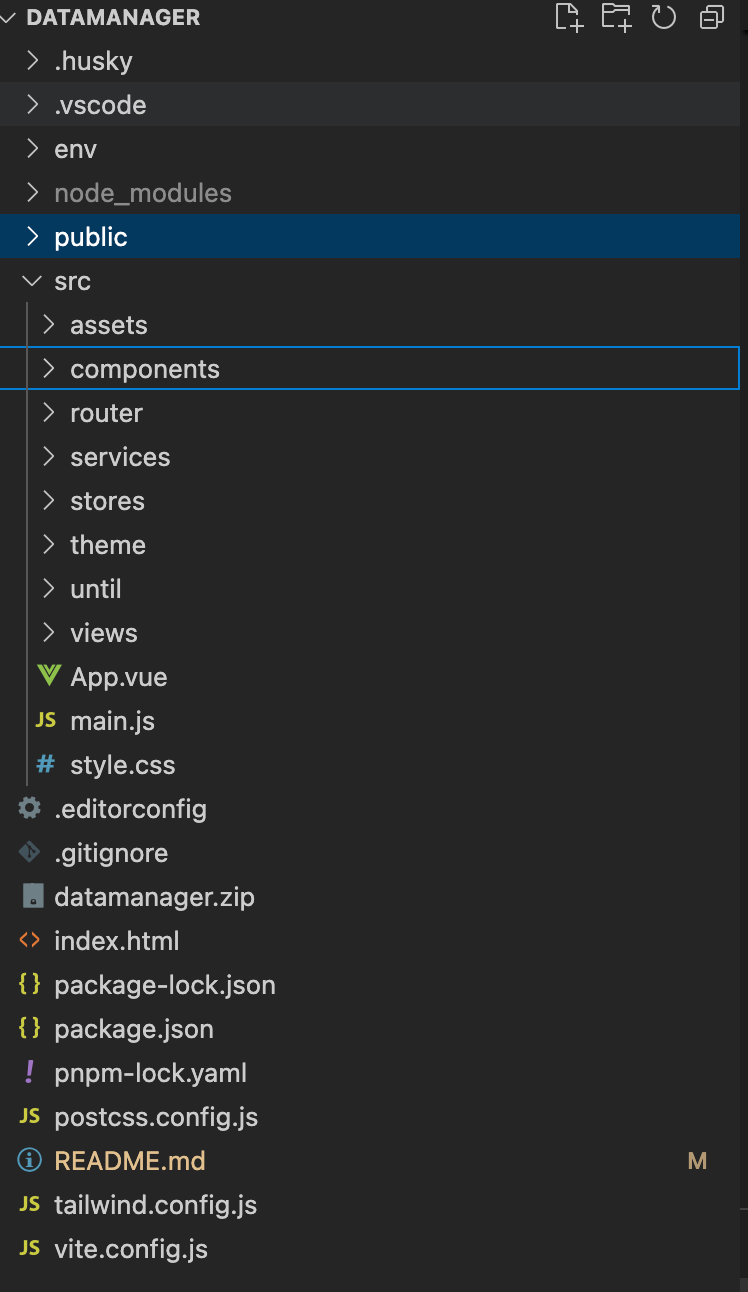 DATAMANAGER
.husky
.vscode
env
node_modules
public
src
assets
components
router
services
stores
theme
until
views
App.vue
JS main.js
# style.css
.editorconfig
.gitignore
datamanager.zip
<> index.html
{} package-lock.json
{} package.json
! pnpm-lock.yaml
JS postcss.config.js
README.md M
JS tailwind.config.js
JS vite.config.js